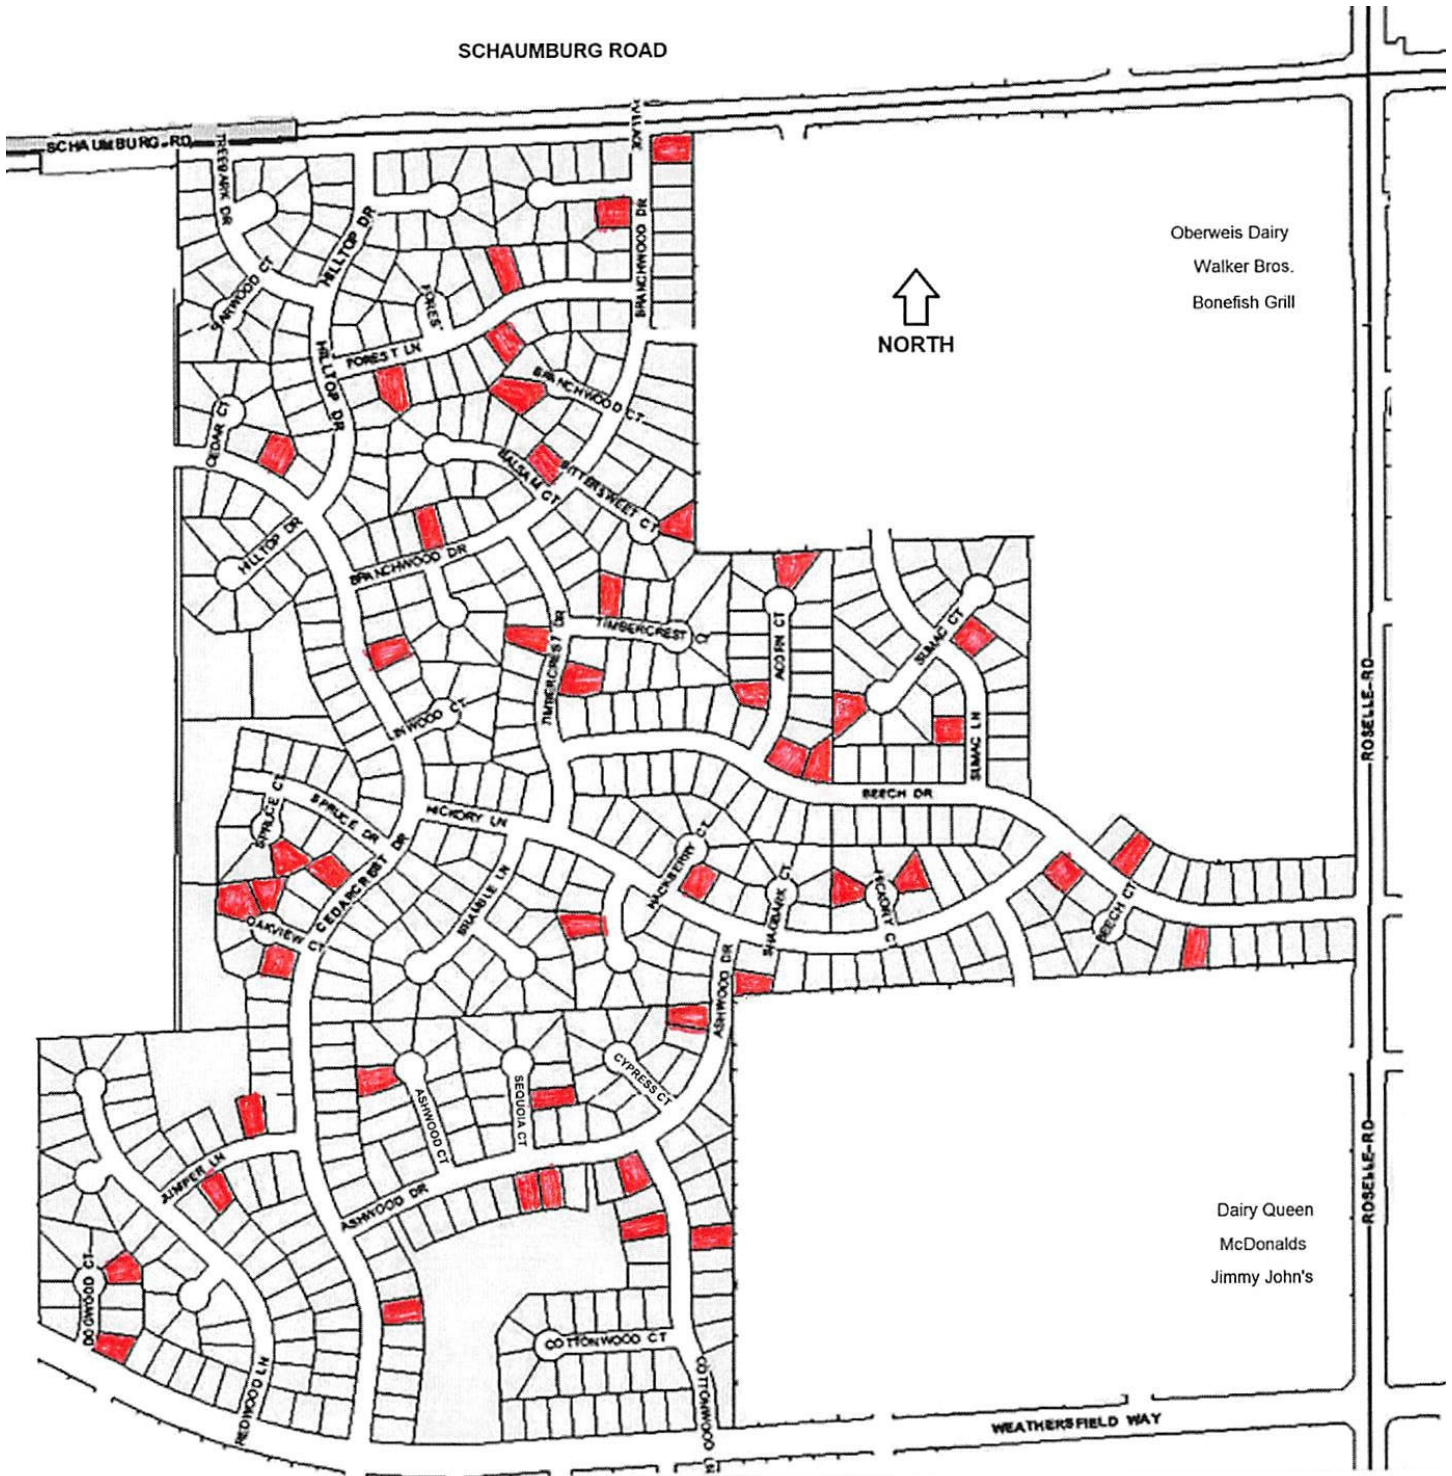 SCHAUMBURG ROAD
VILLAGE
SCHAUMBURG RD
TREEBARK DR
HILLTOP DR
BRANCHWOOD DR
Oberweis Dairy
Walker Bros.
Bonefish Grill
NORTH
FOREST
FOREST LN
HILLTOP DR
BRANCHWOOD CT
CEDAR CT
BALSAM CT
BITTERSWEET CT
HILLTOP DR
BRANCHWOOD DR
TIMBERCREST CT
TIMBERCREST DR
ACORN CT
SUMAC CT
LINWOOD CT
SUMAC LN
ROSELLE RD
SPRUCE CT
SPRUCE DR
HICKORY LN
BEECH DR
CEDARCREST DR
BRAMBLE LN
HACKBERRY CT
SHAGBARK CT
HICKORY C
BEECH CT
OAKVIEW CT
ASHWOOD DR
CYPRESS CT
ASHWOOD CT
SEQUOIA CT
JUNIPER LN
ASHWOOD DR
ROSELLE RD
Dairy Queen
McDonalds
Jimmy John's
DOGWOOD CT
COTTONWOOD CT
REDWOOD LN
COTTONWOOD LN
WEATHERSFIELD WAY